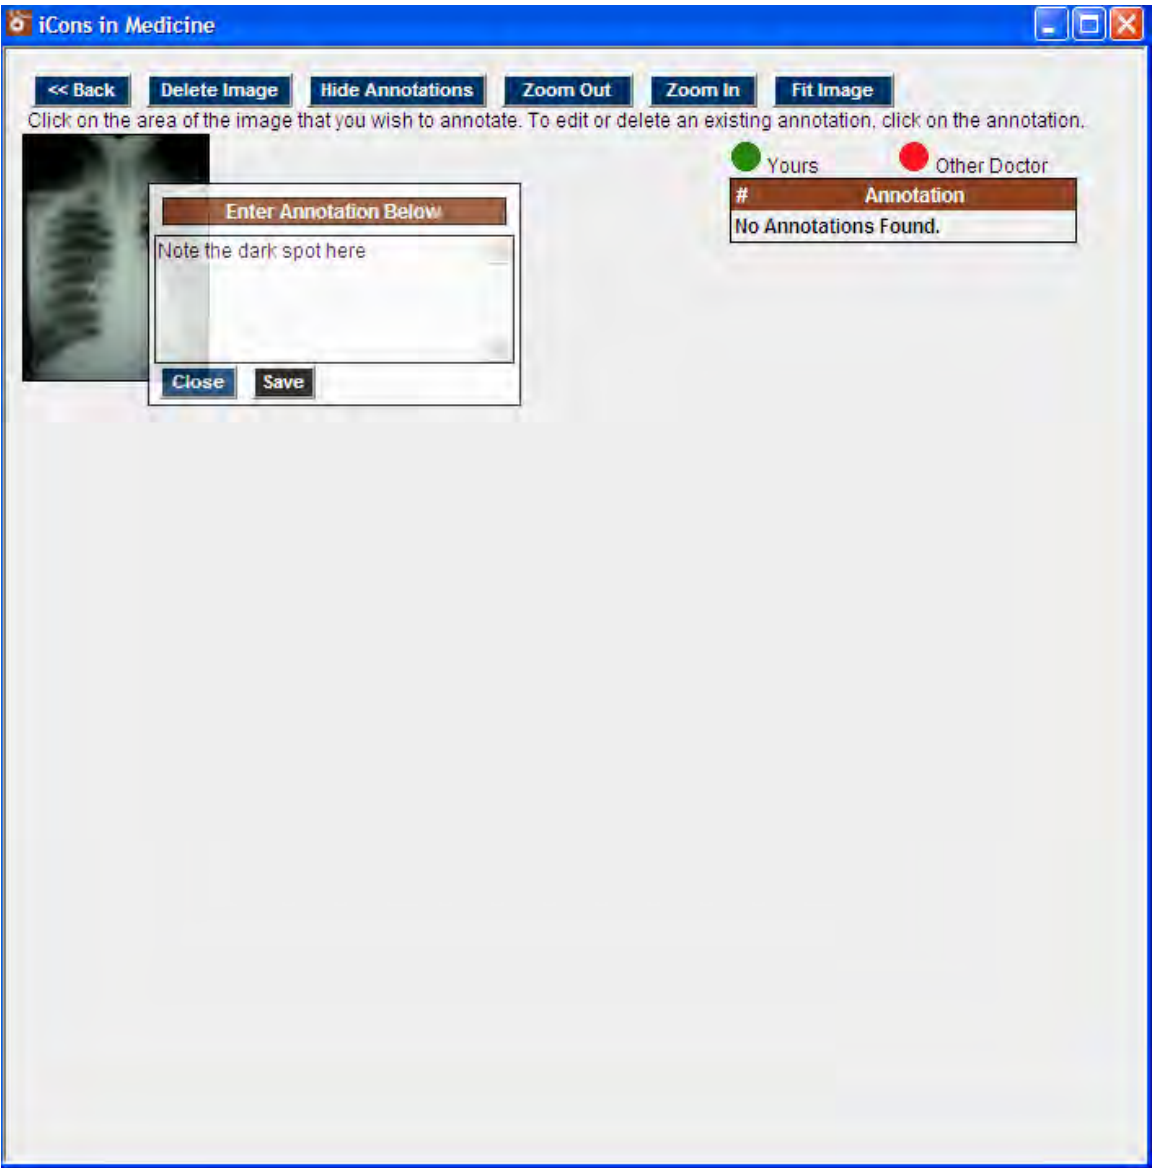 iCons in Medicine
<< Back Delete Image Hide Annotations Zoom Out Zoom In Fit Image
Click on the area of the image that you wish to annotate. To edit or delete an existing annotation, click on the annotation.
Yours Other Doctor
# Annotation
No Annotations Found.
Enter Annotation Below
Note the dark spot here
Close Save